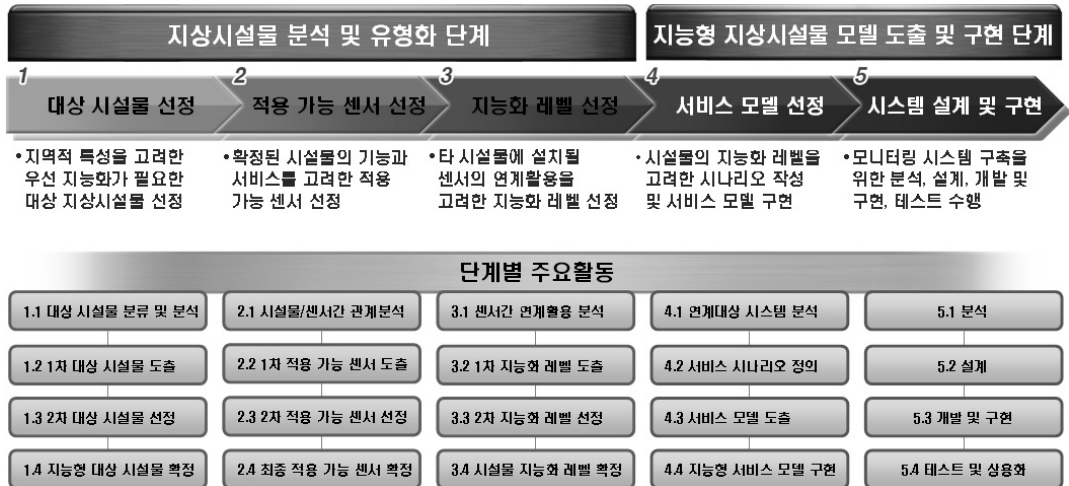 지상시설물 분석 및 유형화 단계
지능형 지상시설물 모델 도출 및 구현 단계
1
대상 시설물 선정
2
적용 가능 센서 선정
3
지능화 레벨 선정
4
서비스 모델 선정
5
시스템 설계 및 구현
•지역적 특성을 고려한
우선 지능화가 필요한
대상 지상시설물 선정
•확정된 시설물의 기능과
서비스를 고려한 적용
가능 센서 선정
•타 시설물에 설치될
센서의 연계활용을
고려한 지능화 레벨 선정
•시설물의 지능화 레벨을
고려한 시나리오 작성
및 서비스 모델 구현
•모니터링 시스템 구축을
위한 분석, 설계, 개발 및
구현, 테스트 수행
단계별 주요활동
1.1 대상 시설물 분류 및 분석
1.2 1차 대상 시설물 도출
1.3 2차 대상 시설물 선정
1.4 지능형 대상 시설물 확정
2.1 시설물/센서간 관계분석
2.2 1차 적용 가능 센서 도출
2.3 2차 적용 가능 센서 선정
2.4 최종 적용 가능 센서 확정
3.1 센서간 연계활용 분석
3.2 1차 지능화 레벨 도출
3.3 2차 지능화 레벨 선정
3.4 시설물 지능화 레벨 확정
4.1 연계대상 시스템 분석
4.2 서비스 시나리오 정의
4.3 서비스 모델 도출
4.4 지능형 서비스 모델 구현
5.1 분석
5.2 설계
5.3 개발 및 구현
5.4 테스트 및 상용화